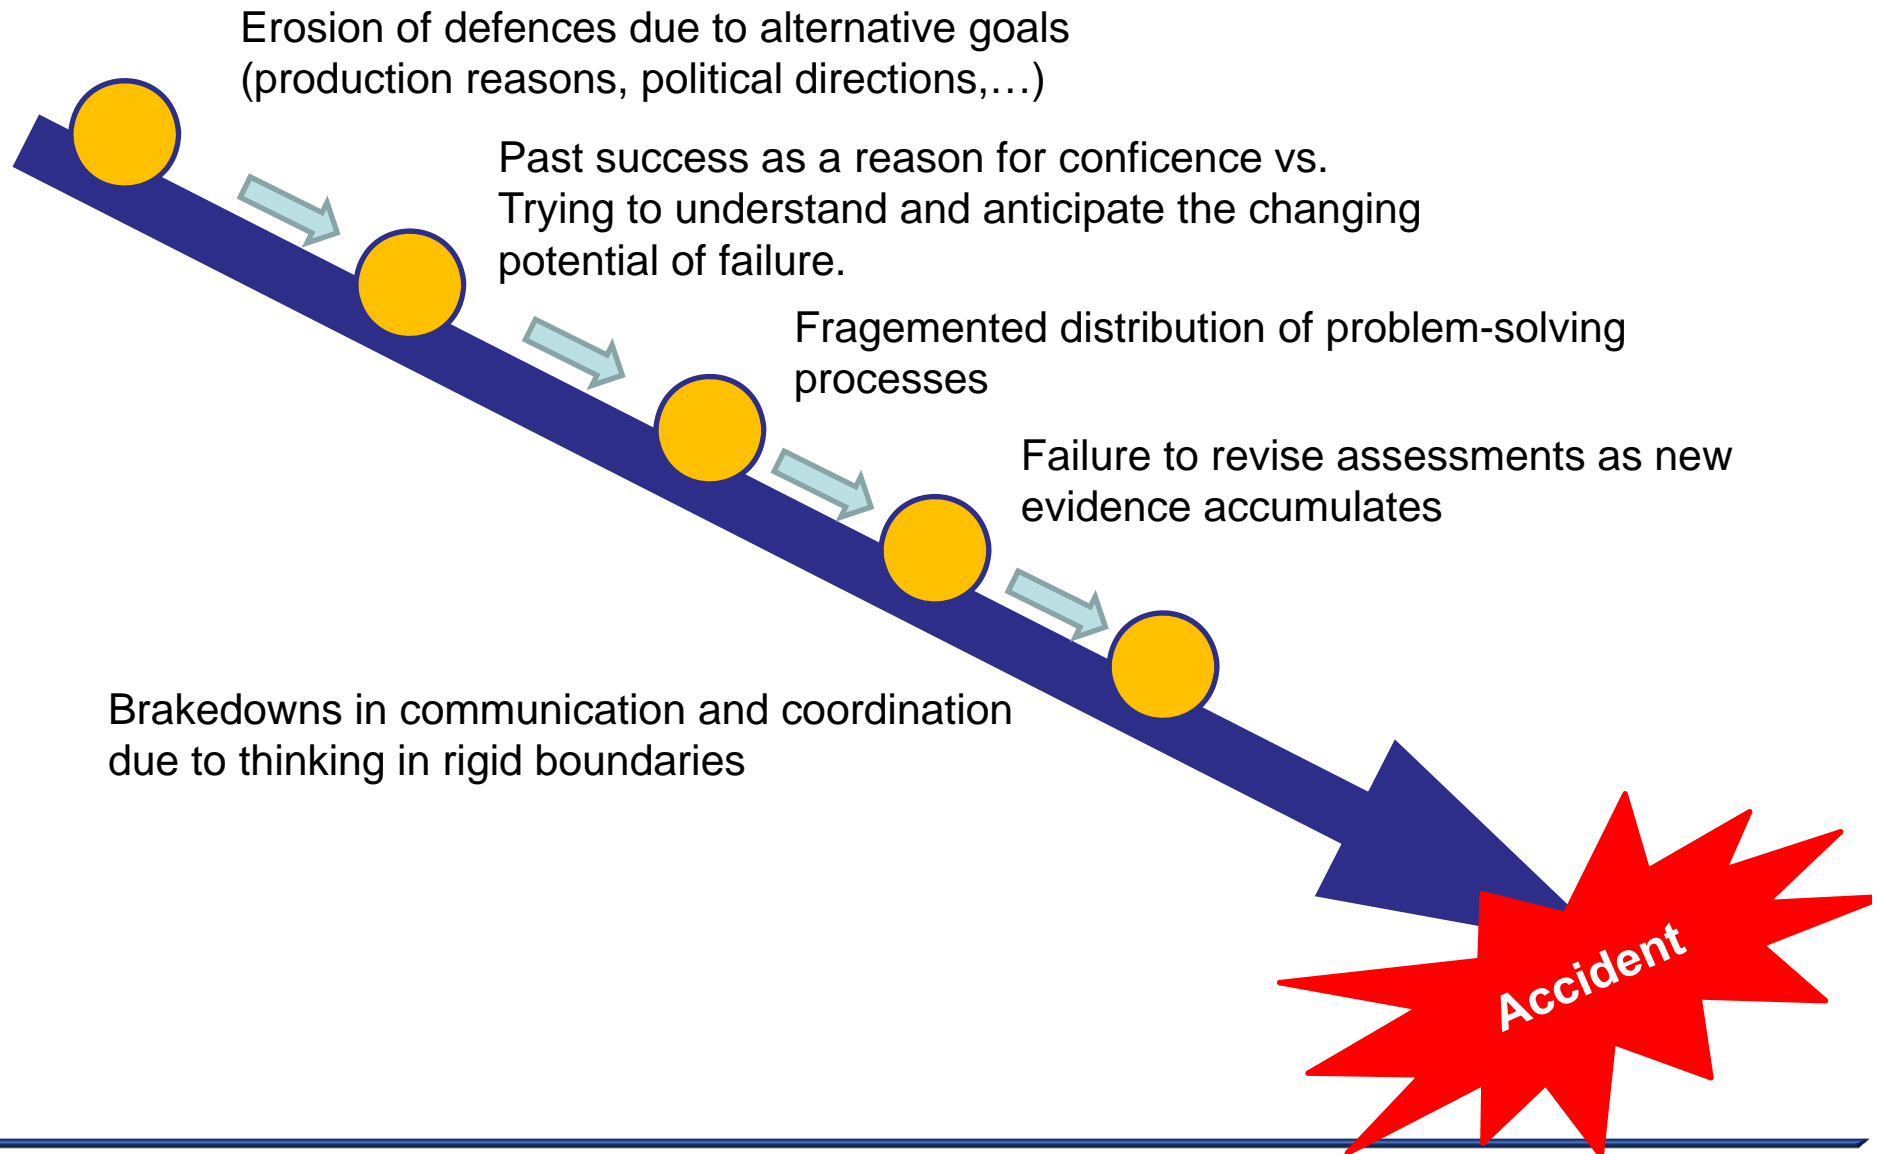 Erosion of defences due to alternative goals
(production reasons, political directions,…)
Past success as a reason for conficence vs.
Trying to understand and anticipate the changing
potential of failure.
Fragemented distribution of problem-solving
processes
Failure to revise assessments as new
evidence accumulates
Brakedowns in communication and coordination
due to thinking in rigid boundaries
Accident